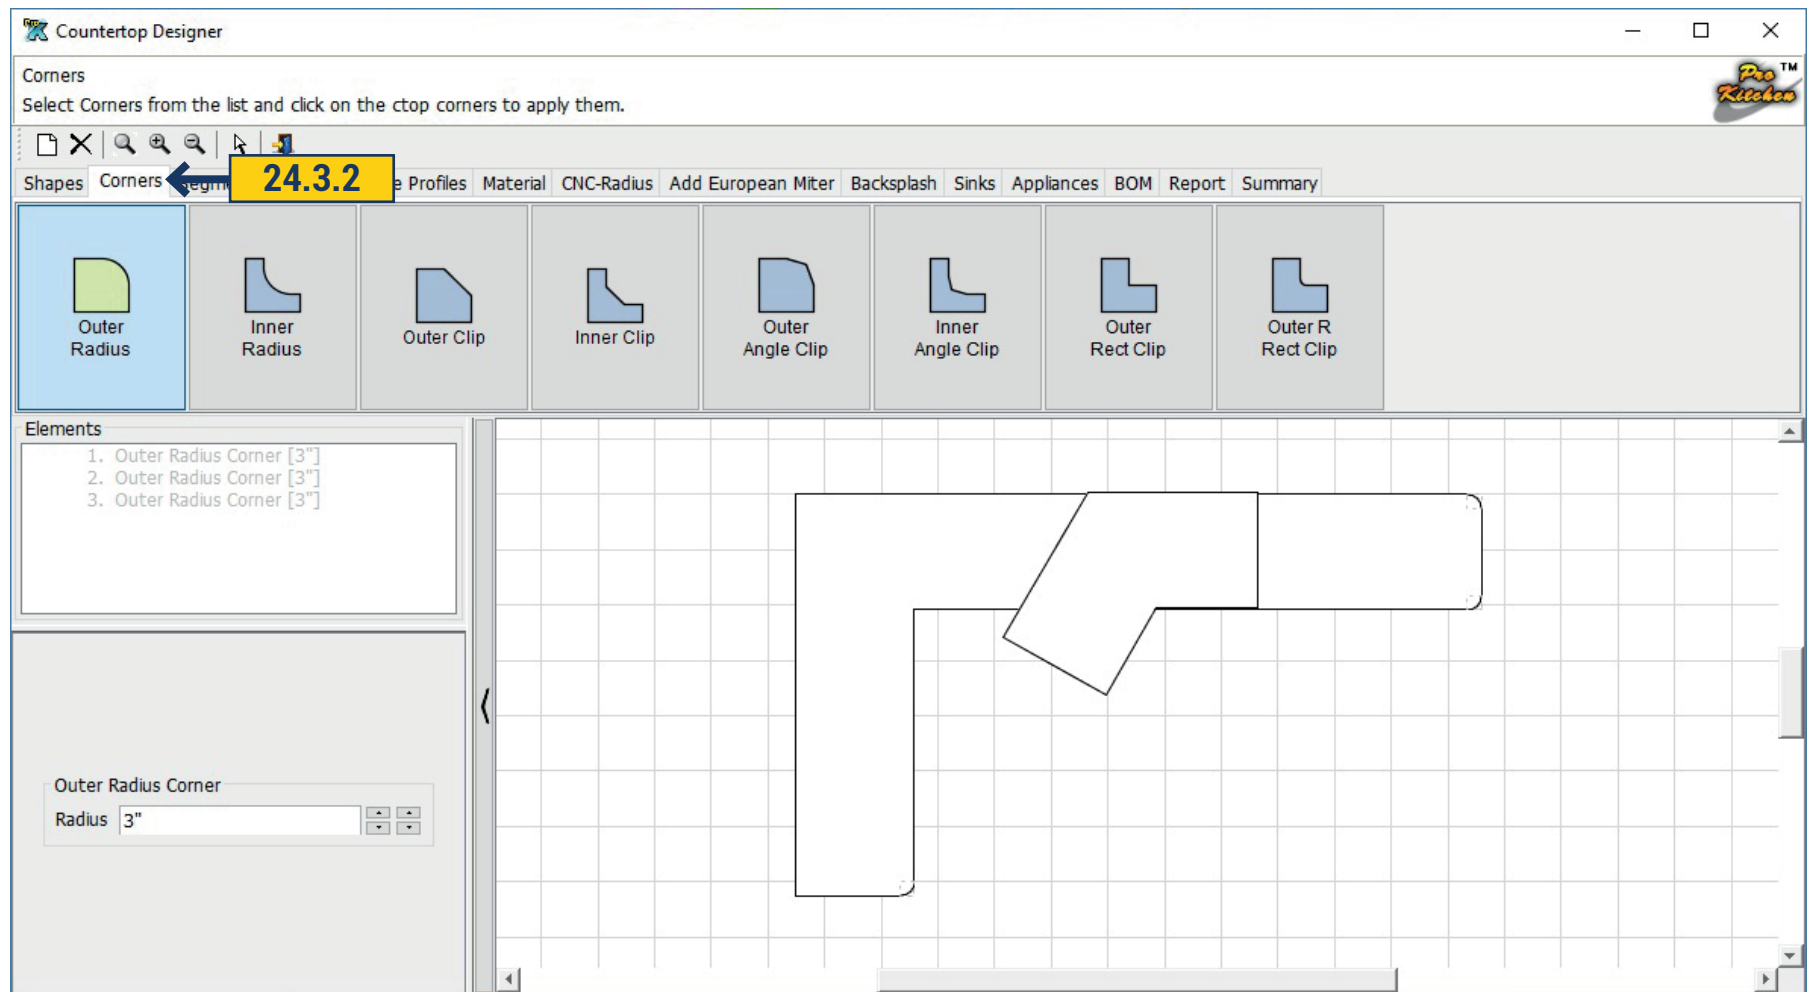 Countertop Designer
Corners
Select Corners from the list and click on the ctop corners to apply them.
Pro Kitchen TM
24.3.2
Shapes Corners Profiles Material CNC-Radius Add European Miter Backsplash Sinks Appliances BOM Report Summary
Outer Radius
Inner Radius
Outer Clip
Inner Clip
Outer Angle Clip
Inner Angle Clip
Outer Rect Clip
Outer R Rect Clip
Elements
1. Outer Radius Corner [3"]
2. Outer Radius Corner [3"]
3. Outer Radius Corner [3"]
Outer Radius Corner
Radius 3"